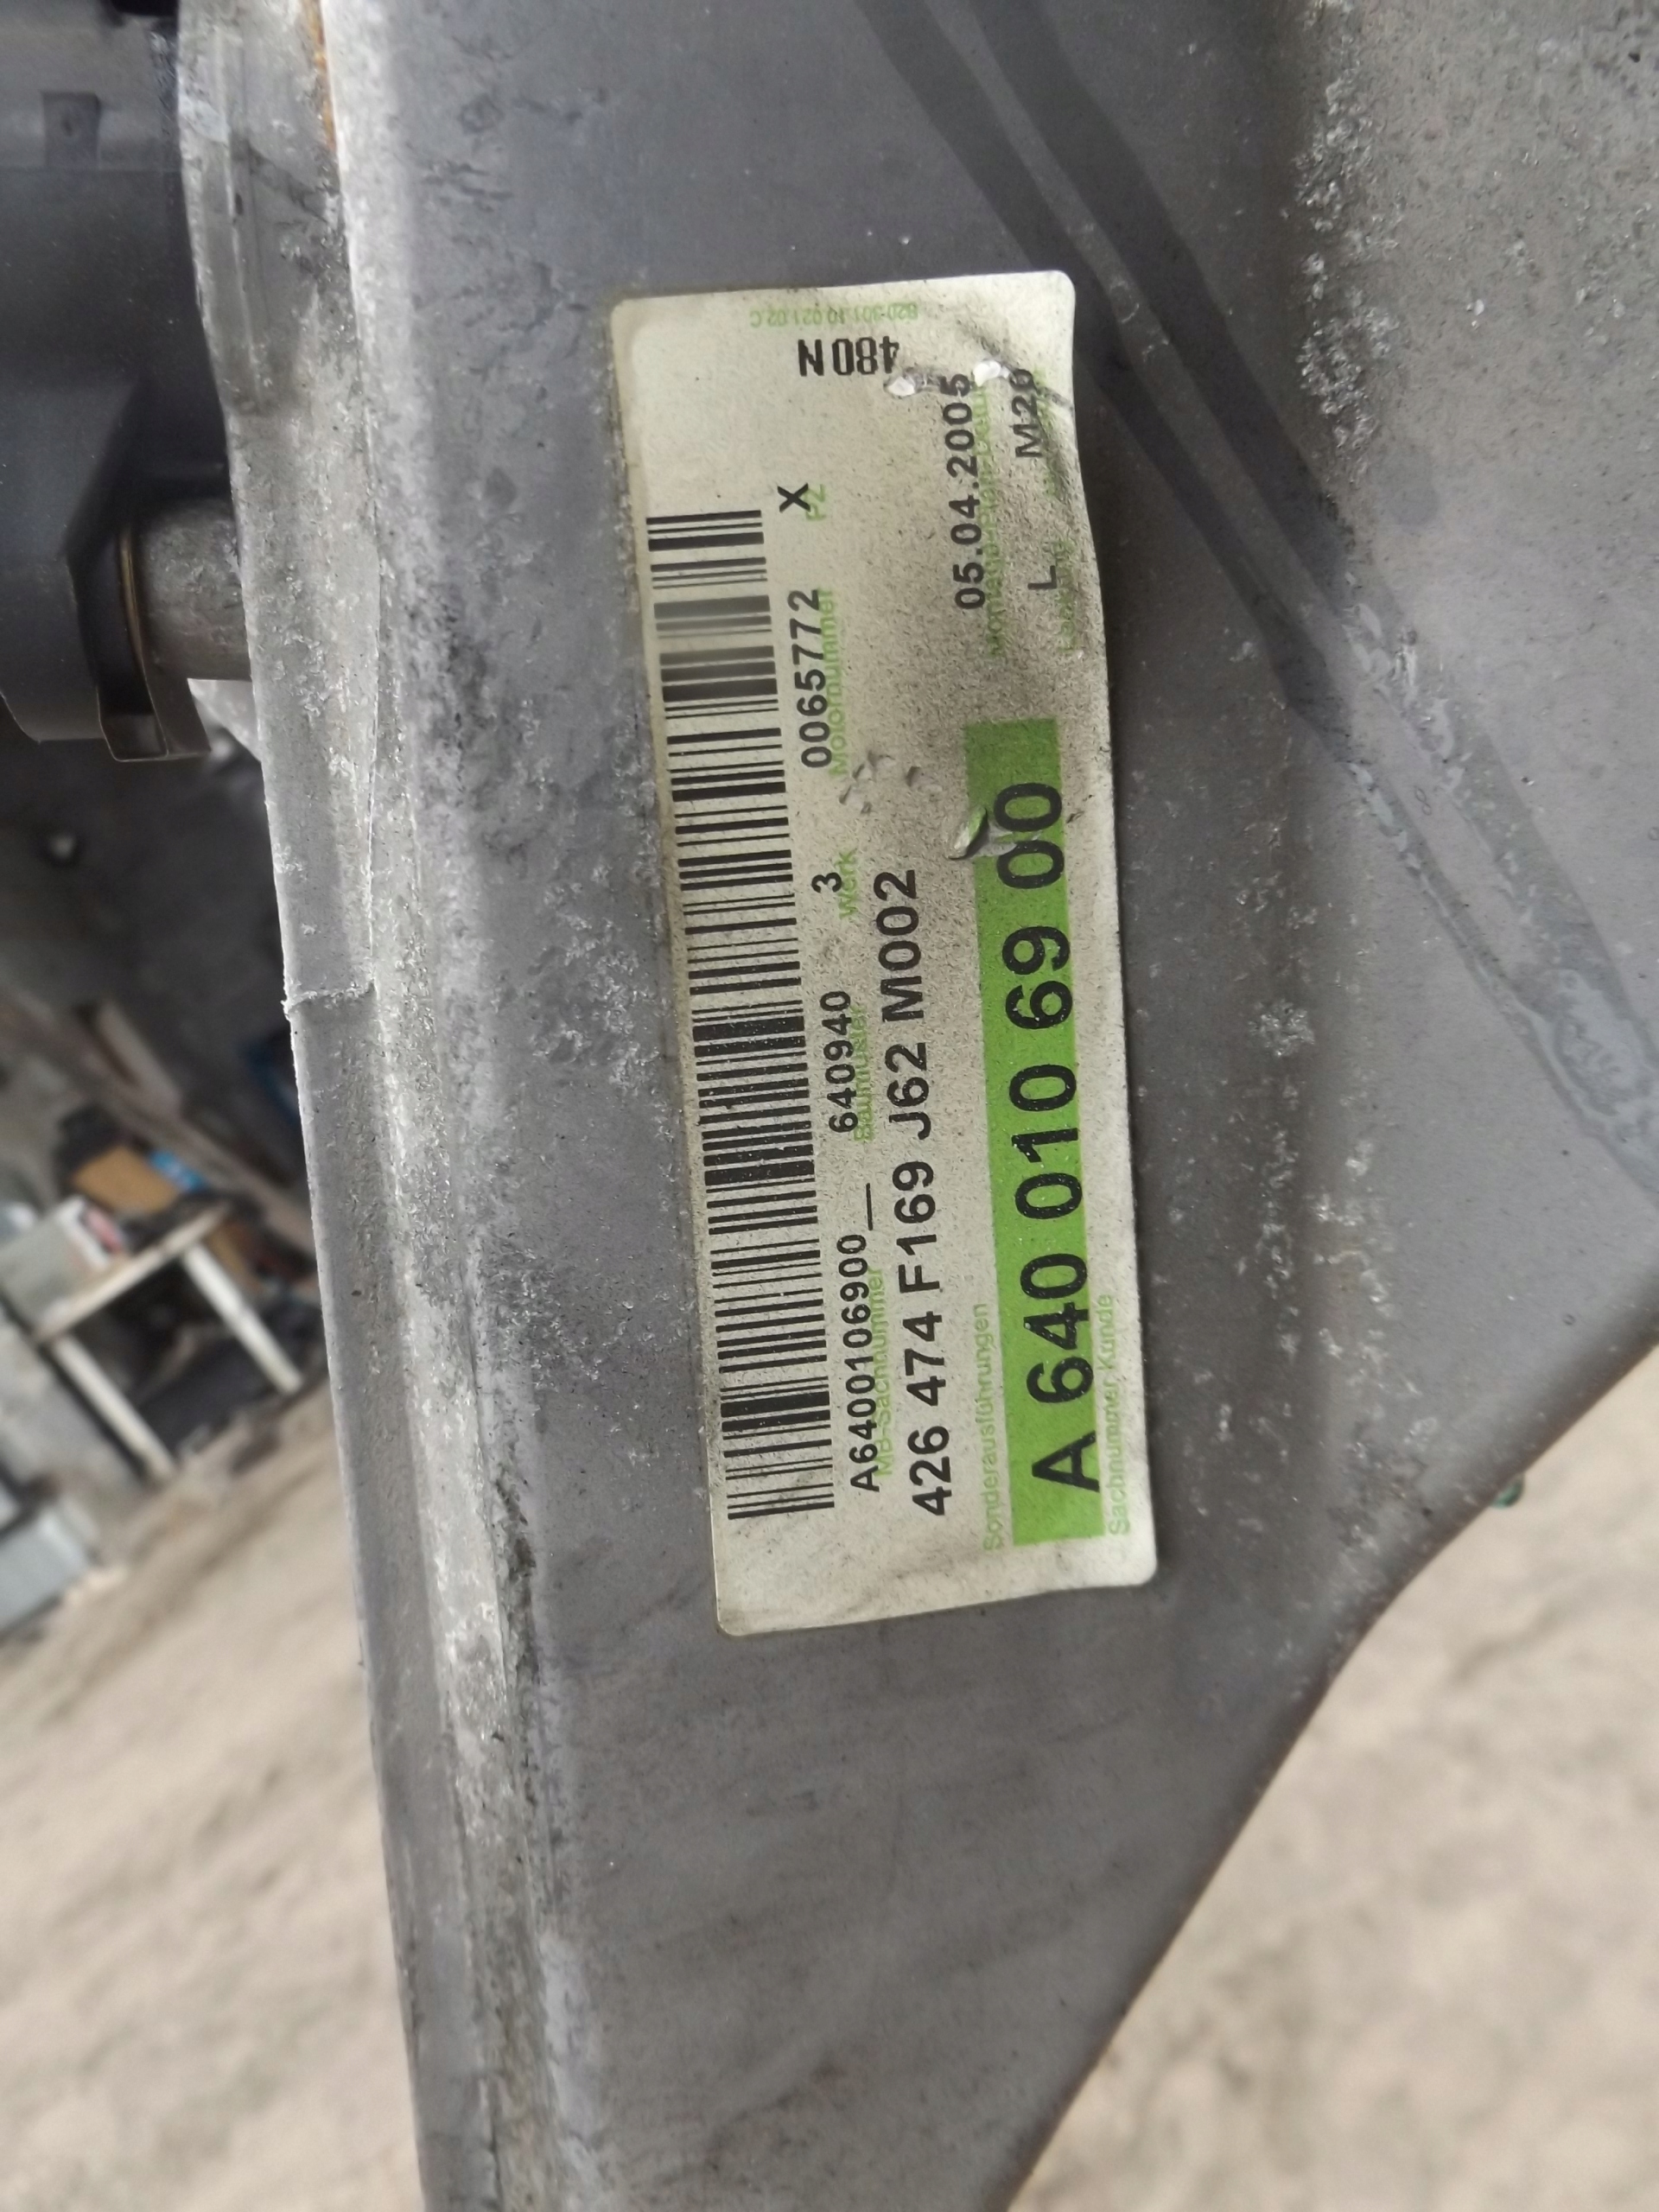 A6400106900__ 640940 3 0065772 X
MB-Sachnummer Baumuster Werk Motornummer PZ
426 474 F169 J62 M002
480N
05.04.2005
Sonderausführungen
L M20
A 640 010 69 00
Sachnummer Kunde